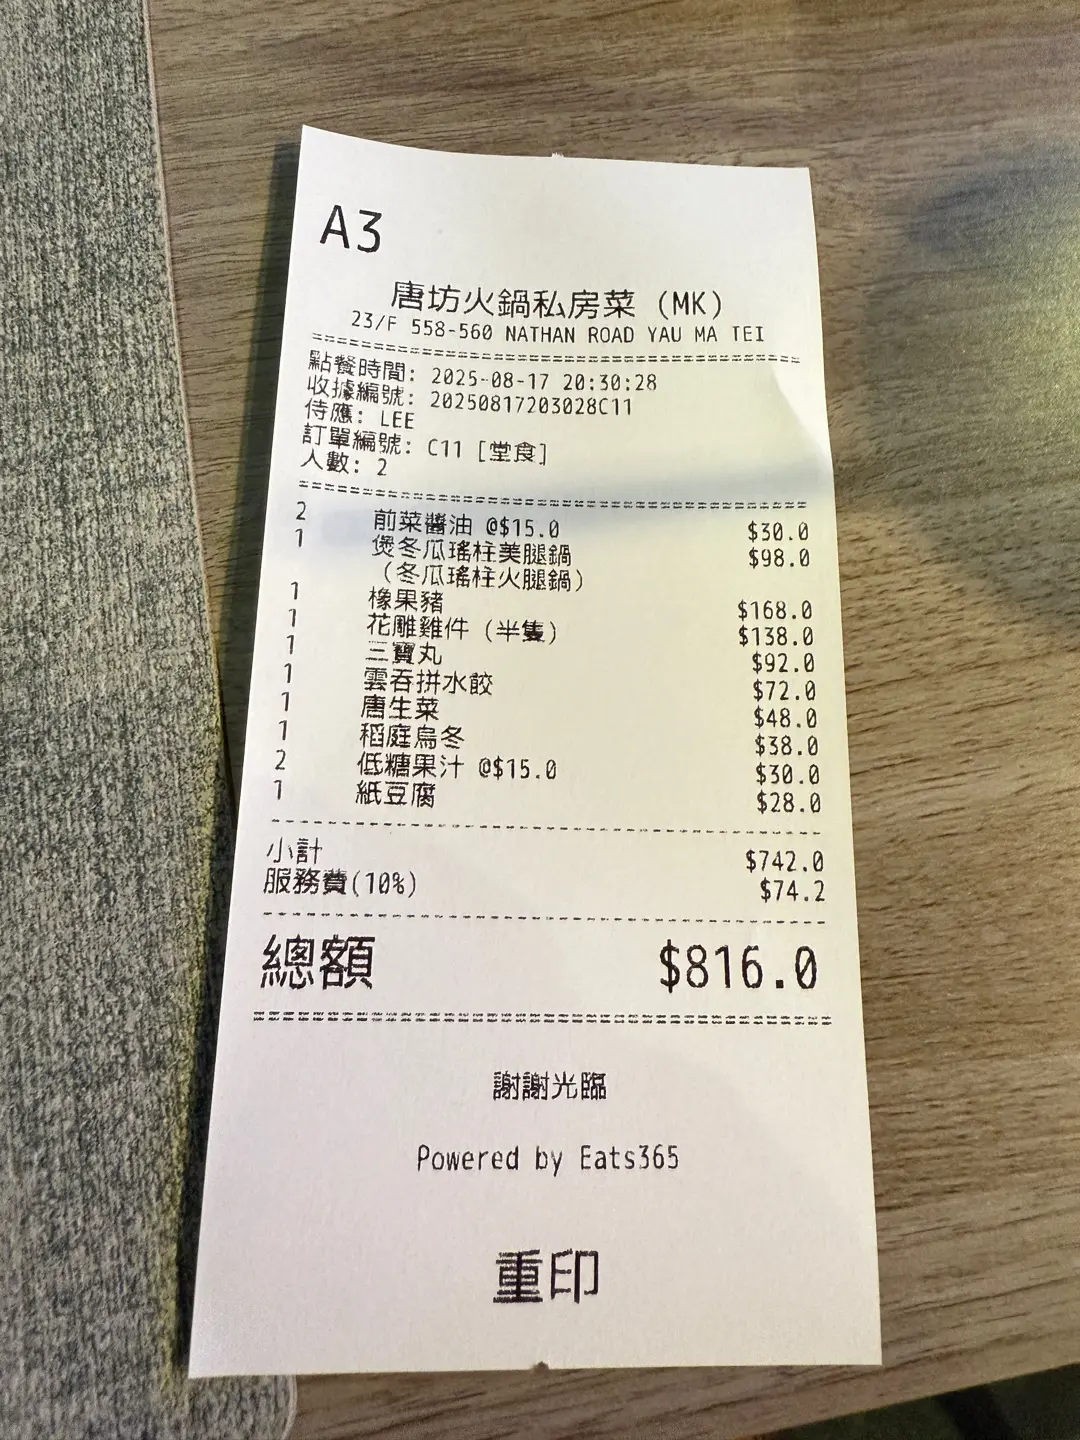 A3
唐坊火鍋私房菜 (MK)
23/F 558-560 NATHAN ROAD YAU MA TEI
點餐時間: 2025-08-17 20:30:28
收據編號: 20250817203028C11
侍應: LEE
訂單編號: C11 [堂食]
人數: 2
2 前菜醬油 @$15.0 $30.0
1 煲冬瓜瑤柱美腿鍋 $98.0
(冬瓜瑤柱火腿鍋)
1 橡果豬 $168.0
1 花雕雞件 (半隻) $138.0
1 三寶丸 $92.0
1 雲吞拼水餃 $72.0
1 唐生菜 $48.0
1 稻庭烏冬 $38.0
2 低糖果汁 @$15.0 $30.0
1 紙豆腐 $28.0
小計 $742.0
服務費(10%) $74.2
總額 $816.0
謝謝光臨
Powered by Eats365
重印